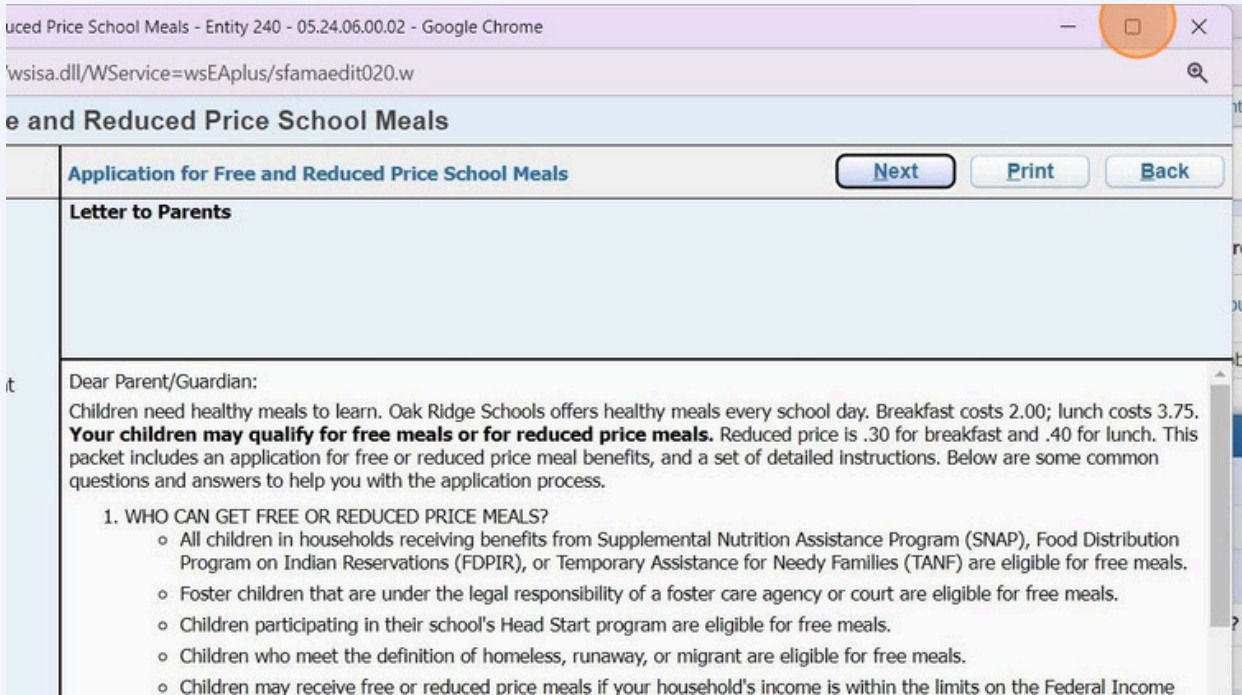 uced Price School Meals - Entity 240 - 05.24.06.00.02 - Google Chrome
/wsisa.dll/WService=wsEAplus/sfamaedit020.w
e and Reduced Price School Meals
Application for Free and Reduced Price School Meals
Next Print Back
Letter to Parents
Dear Parent/Guardian:
Children need healthy meals to learn. Oak Ridge Schools offers healthy meals every school day. Breakfast costs 2.00; lunch costs 3.75.
Your children may qualify for free meals or for reduced price meals. Reduced price is .30 for breakfast and .40 for lunch. This
packet includes an application for free or reduced price meal benefits, and a set of detailed instructions. Below are some common
questions and answers to help you with the application process.
1. WHO CAN GET FREE OR REDUCED PRICE MEALS?
All children in households receiving benefits from Supplemental Nutrition Assistance Program (SNAP), Food Distribution
Program on Indian Reservations (FDPIR), or Temporary Assistance for Needy Families (TANF) are eligible for free meals.
Foster children that are under the legal responsibility of a foster care agency or court are eligible for free meals.
Children participating in their school's Head Start program are eligible for free meals.
Children who meet the definition of homeless, runaway, or migrant are eligible for free meals.
Children may receive free or reduced price meals if your household's income is within the limits on the Federal Income